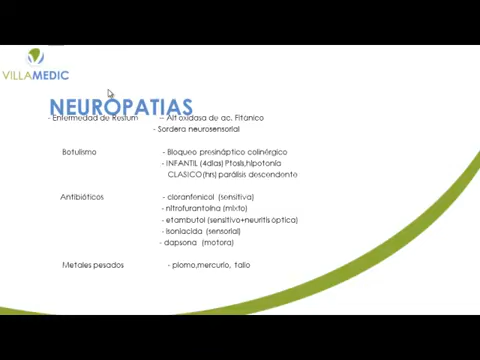 VILLAMEDIC
NEUROPATIAS
- Enfermedad de Refsum – Alt oxidasa de ac. Fitánico
- Sordera neurosensorial
Botulismo - Bloqueo presináptico colinérgico
- INFANTIL (4días) Ptosis,hipotonía
CLASICO(hrs) parálisis descendente
Antibióticos - cloranfenicol (sensitiva)
- nitrofurantoína (mixto)
- etambutol (sensitivo+neuritis óptica)
- isoniacida (sensorial)
- dapsona (motora)
Metales pesados - plomo,mercurio, talio